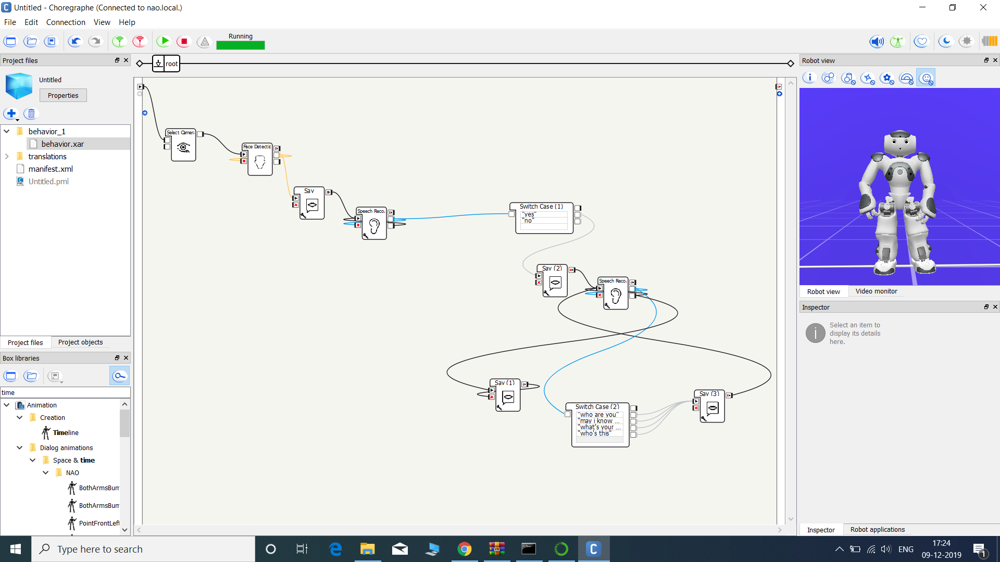 Untitled - Choregraphe (Connected to nao.local.)
File Edit Connection View Help
Running
Project files
root
Robot view
Untitled
Properties
behavior_1
behavior.xar
translations
manifest.xml
Untitled.pml
Select Camera
Face Detectio
Say
Speech Reco.
Switch Case (1)
"yes"
"no"
Say (2)
Speech Reco.
Say (1)
Switch Case (2)
"who are you"
"may i know ...
"what's your ...
"who's this"
Say (3)
Robot view Video monitor
Inspector
Select an item to
display its details
here.
Project files Project objects
Box libraries
time
Animation
Creation
Timeline
Dialog animations
Space & time
NAO
BothArmsBum
BothArmsBum
PointFrontLeft
Inspector Robot applications
Type here to search
ENG
17:24
09-12-2019
1